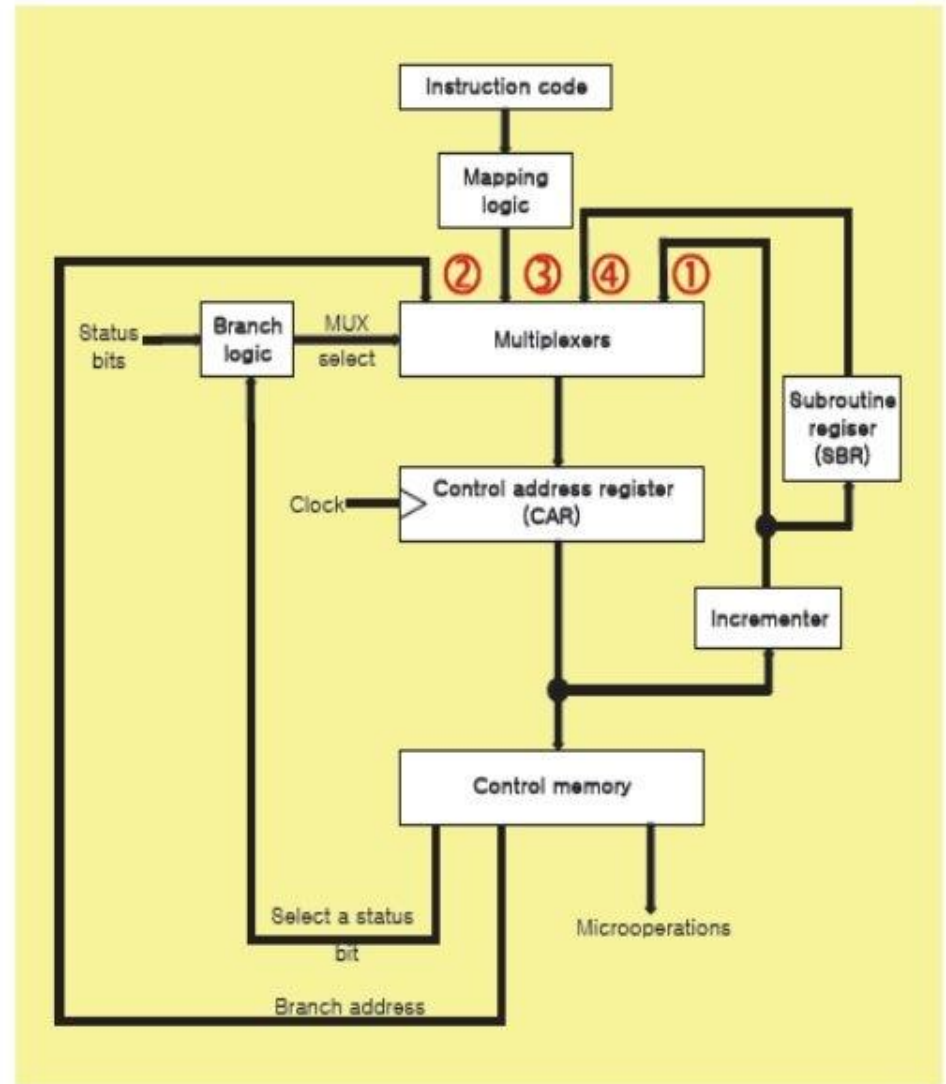 Instruction code
Mapping
logic
② ③ ④ ①
Status
bits
Branch
logic
MUX
select
Multiplexers
Subroutine
regiser
(SBR)
Clock
Control address register
(CAR)
Incrementer
Control memory
Select a status
bit
Microoperations
Branch address